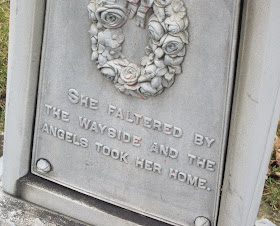 She faltered by
the wayside and the
angels took her home.